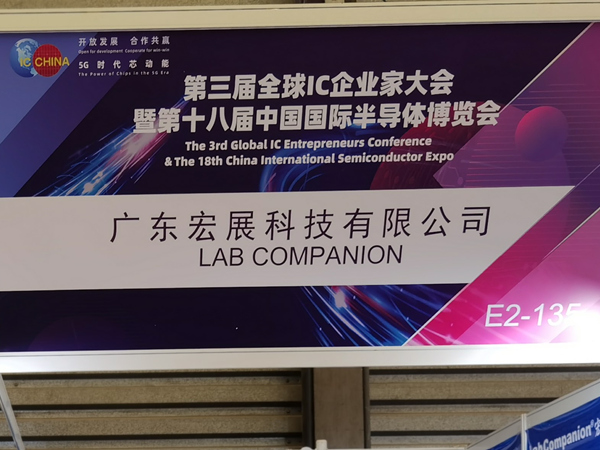 开放发展 合作共赢
Open for development Cooperate for win-win
5G 时代芯动能
The Power of Chips in the 5G Era
IC CHINA
第三届全球IC企业家大会
暨第十八届中国国际半导体博览会
The 3rd Global IC Entrepreneurs Conference
& The 18th China International Semiconductor Expo
广东宏展科技有限公司
LAB COMPANION
E2-135
abCompanion®